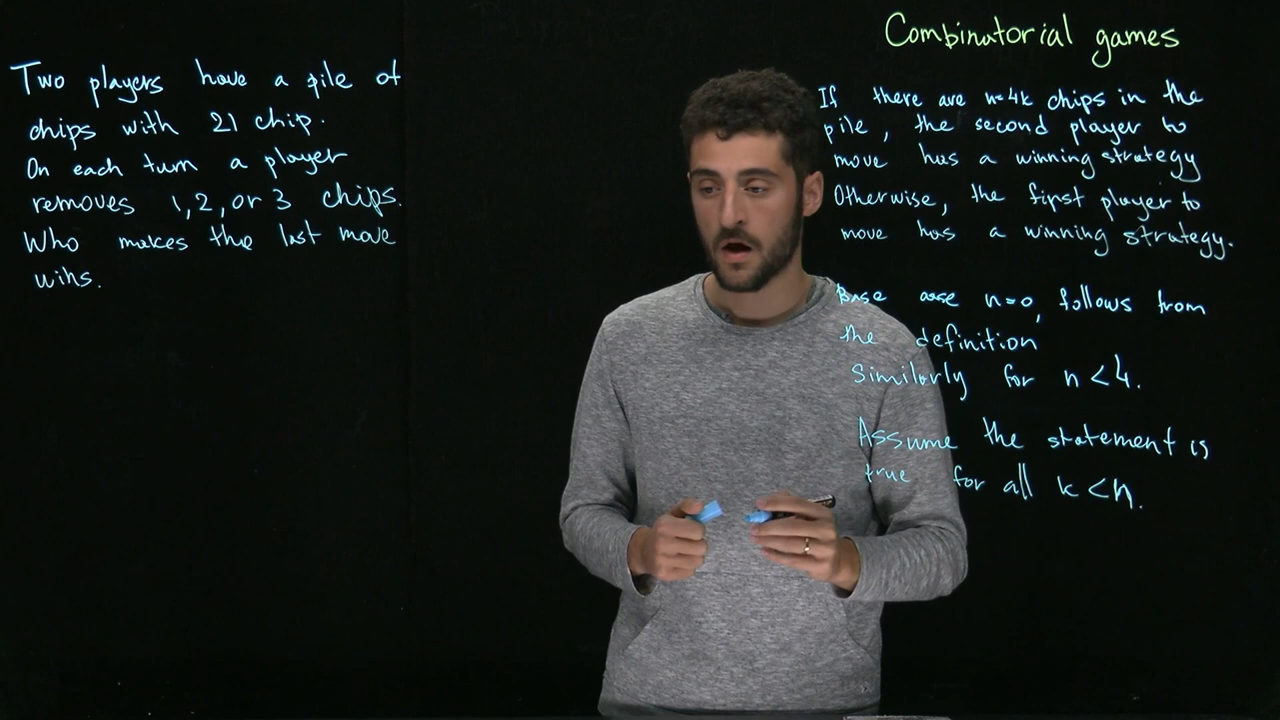 Combinatorial games
Two players have a pile of
chips with 21 chip.
On each turn a player
removes 1, 2, or 3 chips.
Who makes the last move
wins.
If there are n=4k chips in the
pile, the second player to
move has a winning strategy
Otherwise, the first player to
move has a winning strategy.
Base case n=0, follows from
the definition
Similarly for n<4.
Assume the statement is
true for all k<n.